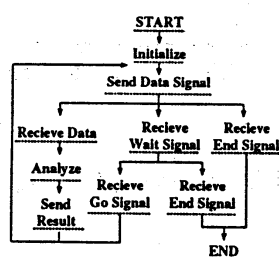 START
Initialize
Send Data Signal
Recieve Data
Recieve
Wait Signal
Recieve
End Signal
Analyze
Send
Result
Recieve
Go Signal
Recieve
End Signal
END